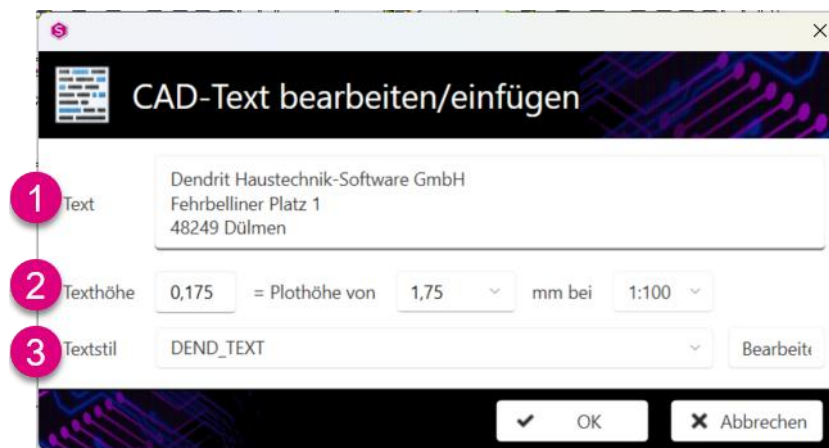 S
CAD-Text bearbeiten/einfügen
1 Text
Dendrit Haustechnik-Software GmbH
Fehrbelliner Platz 1
48249 Dülmen
2 Texthöhe 0,175 = Plothöhe von 1,75 mm bei 1:100
3 Textstil DEND_TEXT Bearbeite
OK Abbrechen